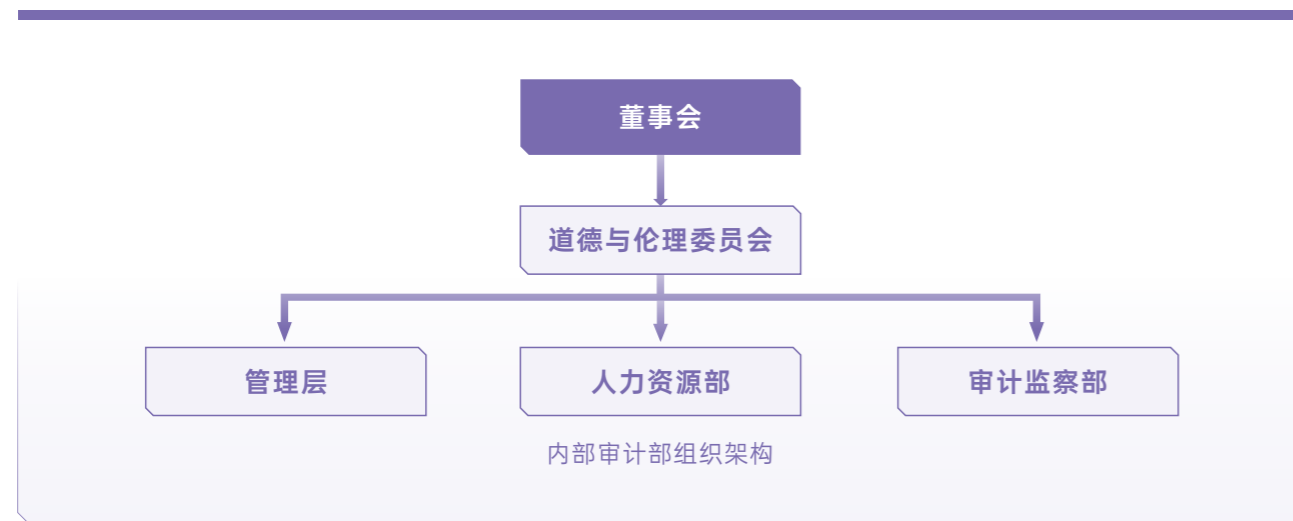 董事会
道德与伦理委员会
管理层
人力资源部
审计监察部
内部审计部组织架构